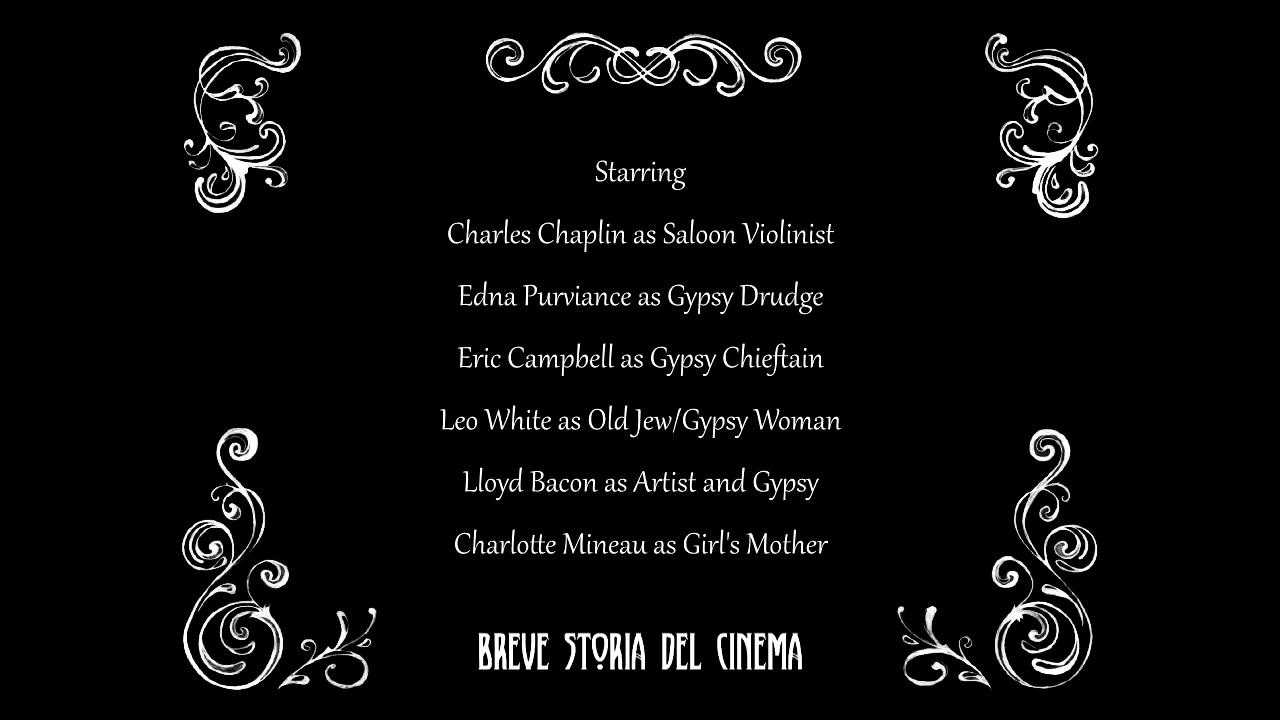 Starring
Charles Chaplin as Saloon Violinist
Edna Purviance as Gypsy Drudge
Eric Campbell as Gypsy Chieftain
Leo White as Old Jew/Gypsy Woman
Lloyd Bacon as Artist and Gypsy
Charlotte Mineau as Girl's Mother
BREVE STORIA DEL CINEMA